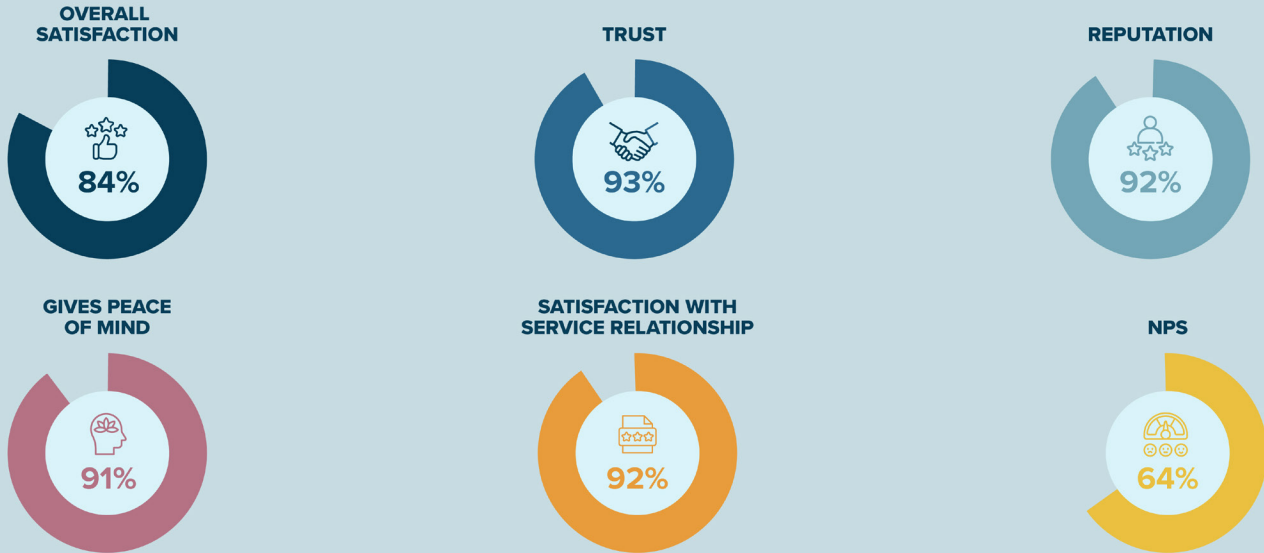 OVERALL
SATISFACTION
84%
TRUST
93%
REPUTATION
92%
GIVES PEACE
OF MIND
91%
SATISFACTION WITH
SERVICE RELATIONSHIP
92%
NPS
64%